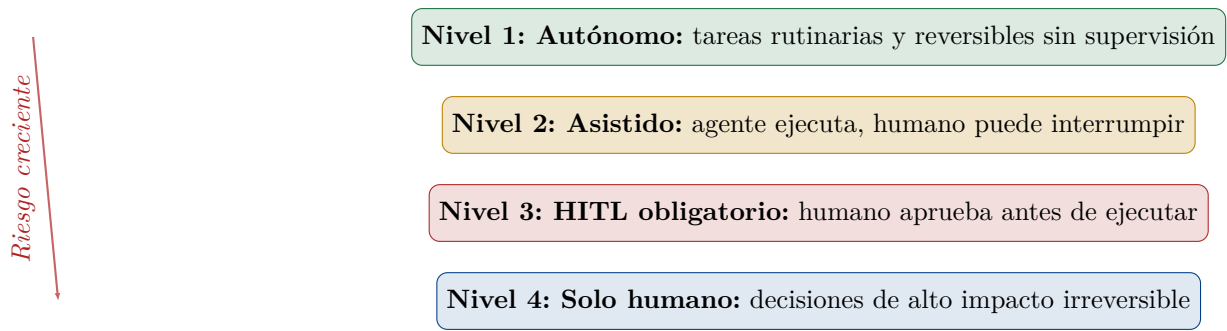 Nivel 1: Autónomo: tareas rutinarias y reversibles sin supervisión
Riesgo creciente
Nivel 2: Asistido: agente ejecuta, humano puede interrumpir
Nivel 3: HITL obligatorio: humano aprueba antes de ejecutar
Nivel 4: Solo humano: decisiones de alto impacto irreversible